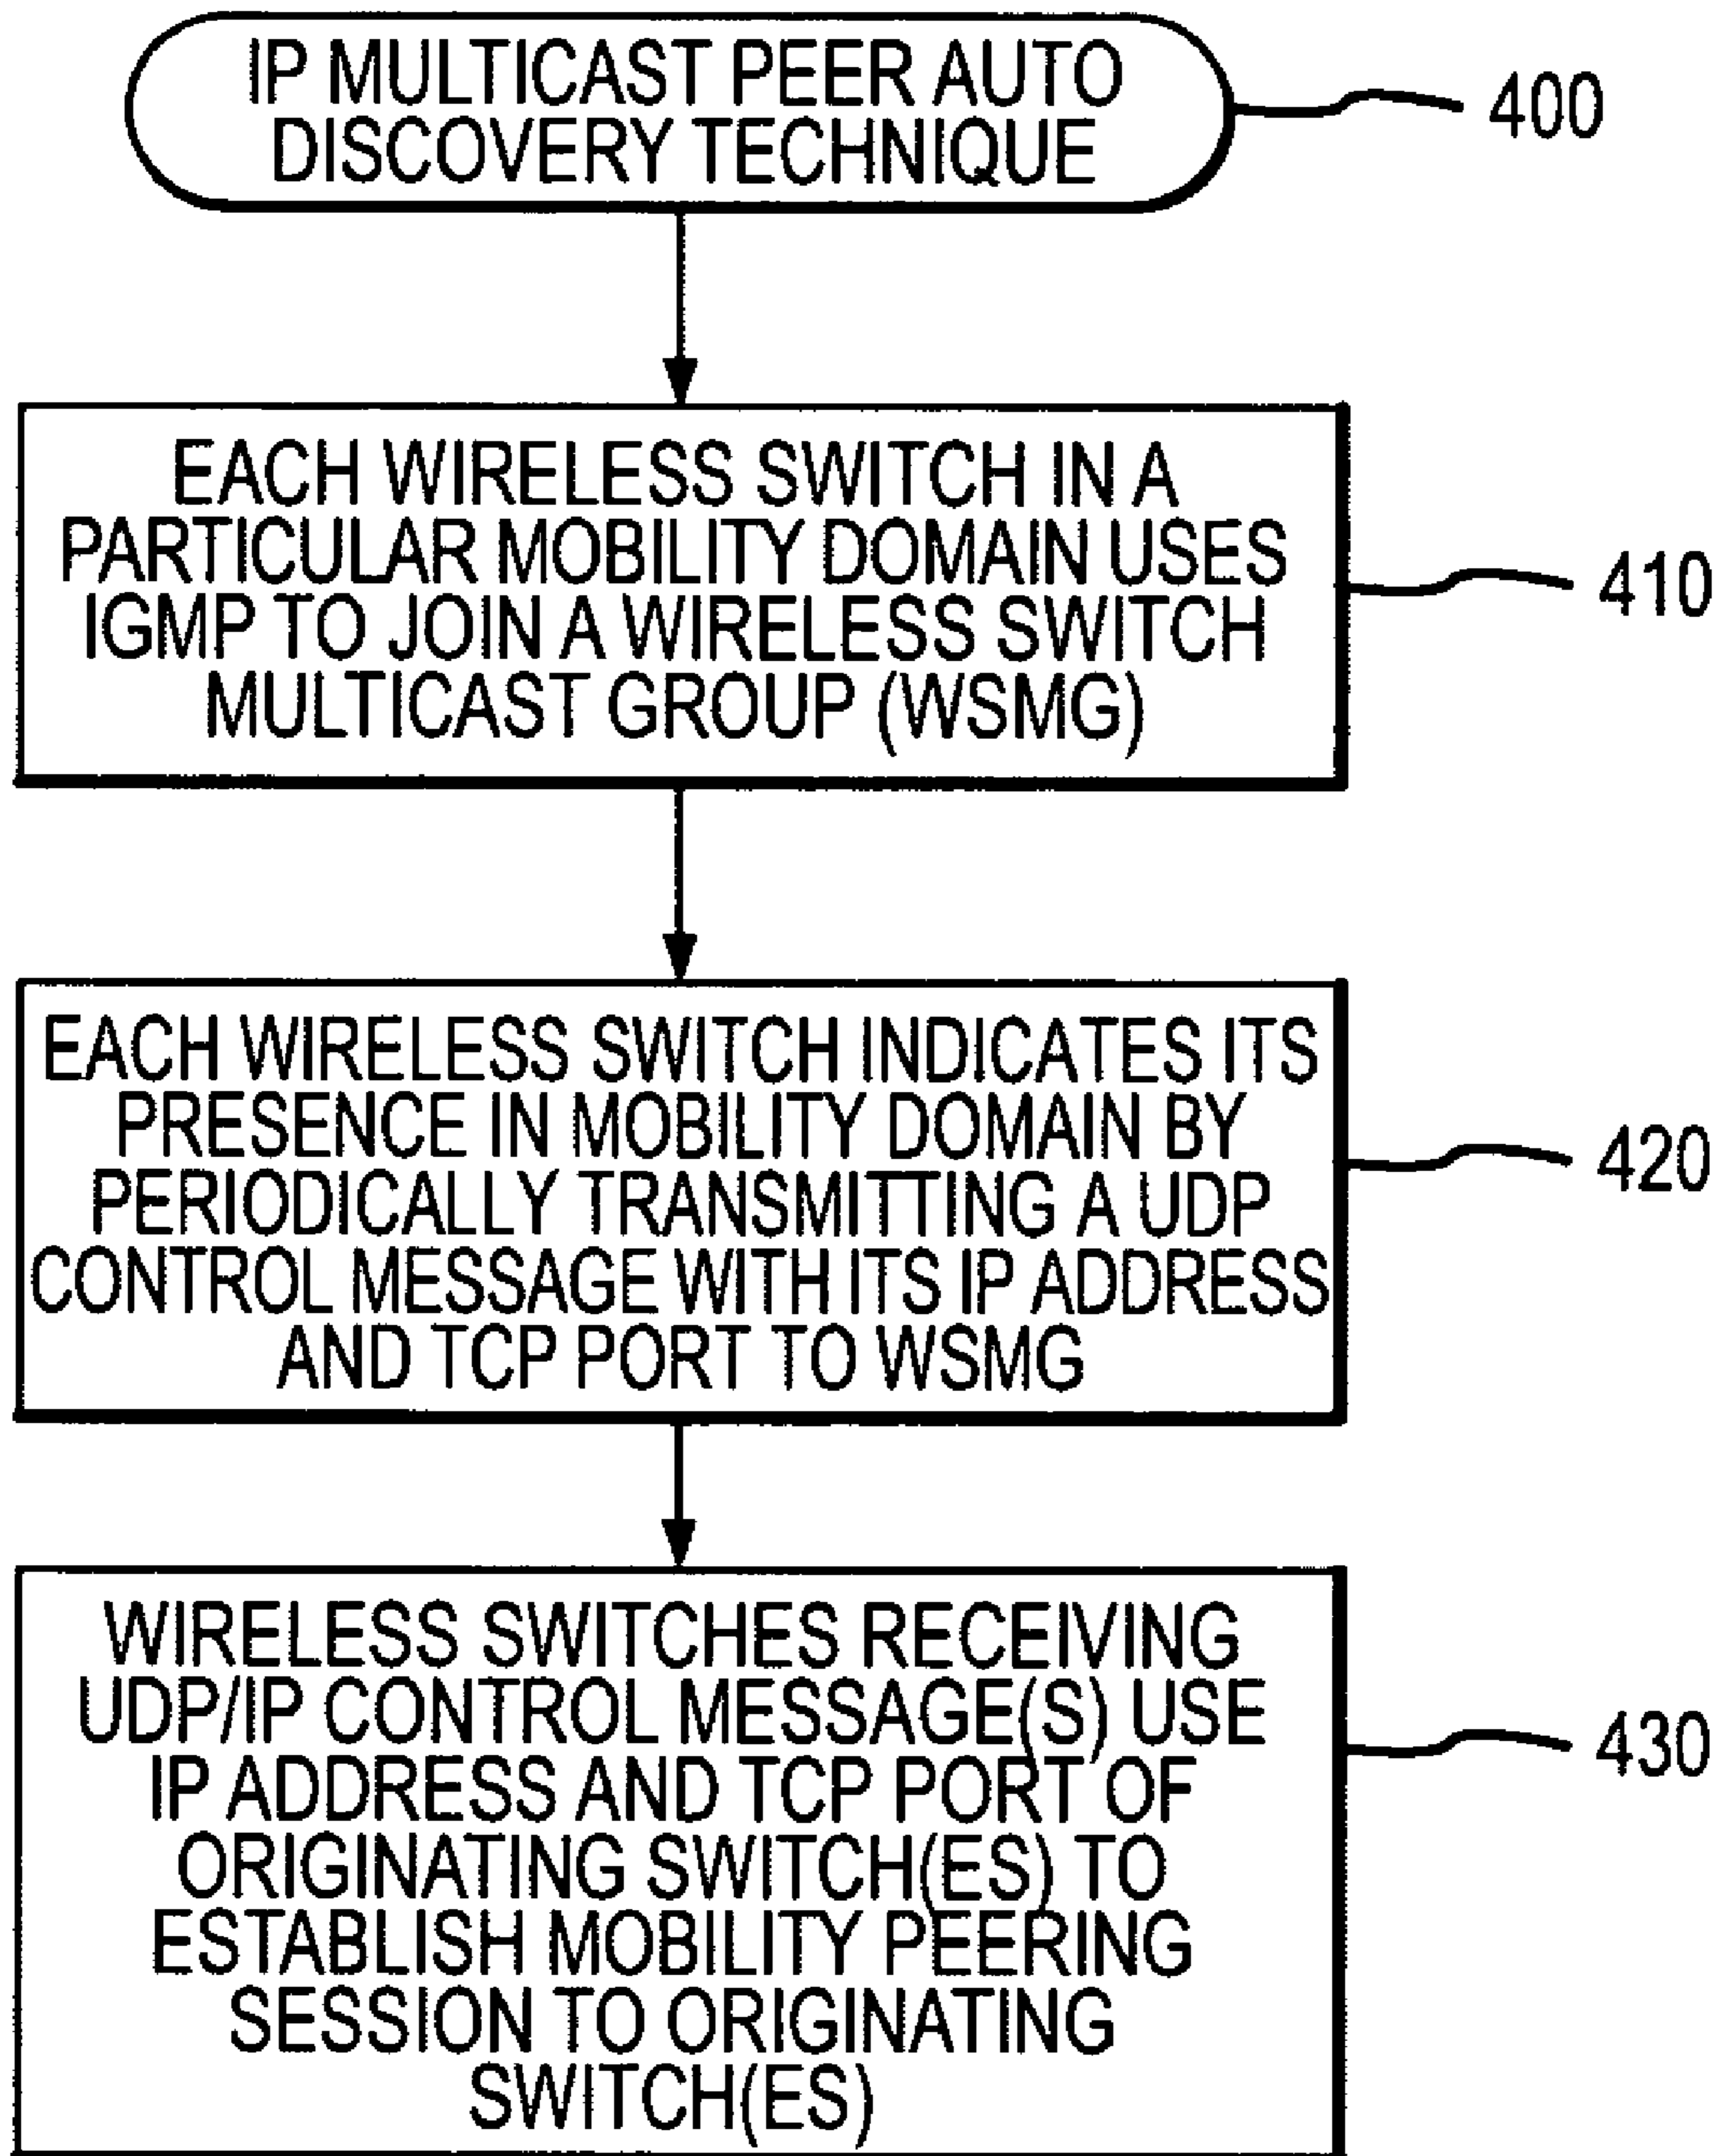 IP MULTICAST PEER AUTO
DISCOVERY TECHNIQUE
400
EACH WIRELESS SWITCH IN A
PARTICULAR MOBILITY DOMAIN USES
IGMP TO JOIN A WIRELESS SWITCH
MULTICAST GROUP (WSMG)
410
EACH WIRELESS SWITCH INDICATES ITS
PRESENCE IN MOBILITY DOMAIN BY
PERIODICALLY TRANSMITTING A UDP
CONTROL MESSAGE WITH ITS IP ADDRESS
AND TCP PORT TO WSMG
420
WIRELESS SWITCHES RECEIVING
UDP/IP CONTROL MESSAGE(S) USE
IP ADDRESS AND TCP PORT OF
ORIGINATING SWITCH(ES) TO
ESTABLISH MOBILITY PEERING
SESSION TO ORIGINATING
SWITCH(ES)
430